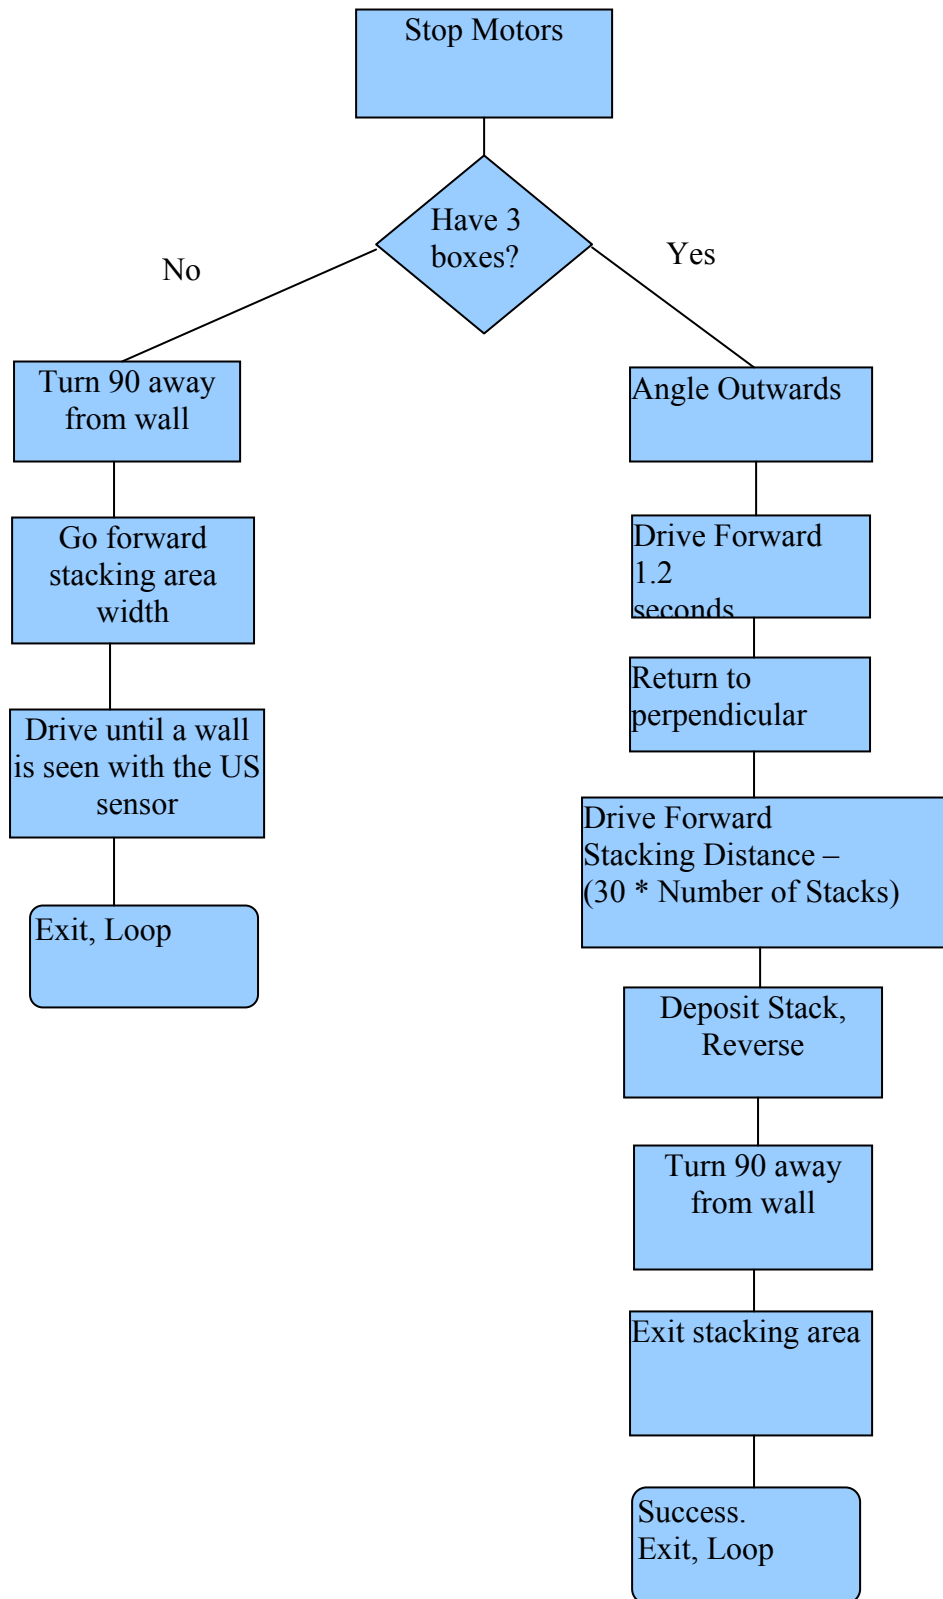 Stop Motors
Have 3
boxes?
No
Yes
Turn 90 away
from wall
Go forward
stacking area
width
Drive until a wall
is seen with the US
sensor
Exit, Loop
Angle Outwards
Drive Forward
1.2
seconds
Return to
perpendicular
Drive Forward
Stacking Distance –
(30 * Number of Stacks)
Deposit Stack,
Reverse
Turn 90 away
from wall
Exit stacking area
Success.
Exit, Loop